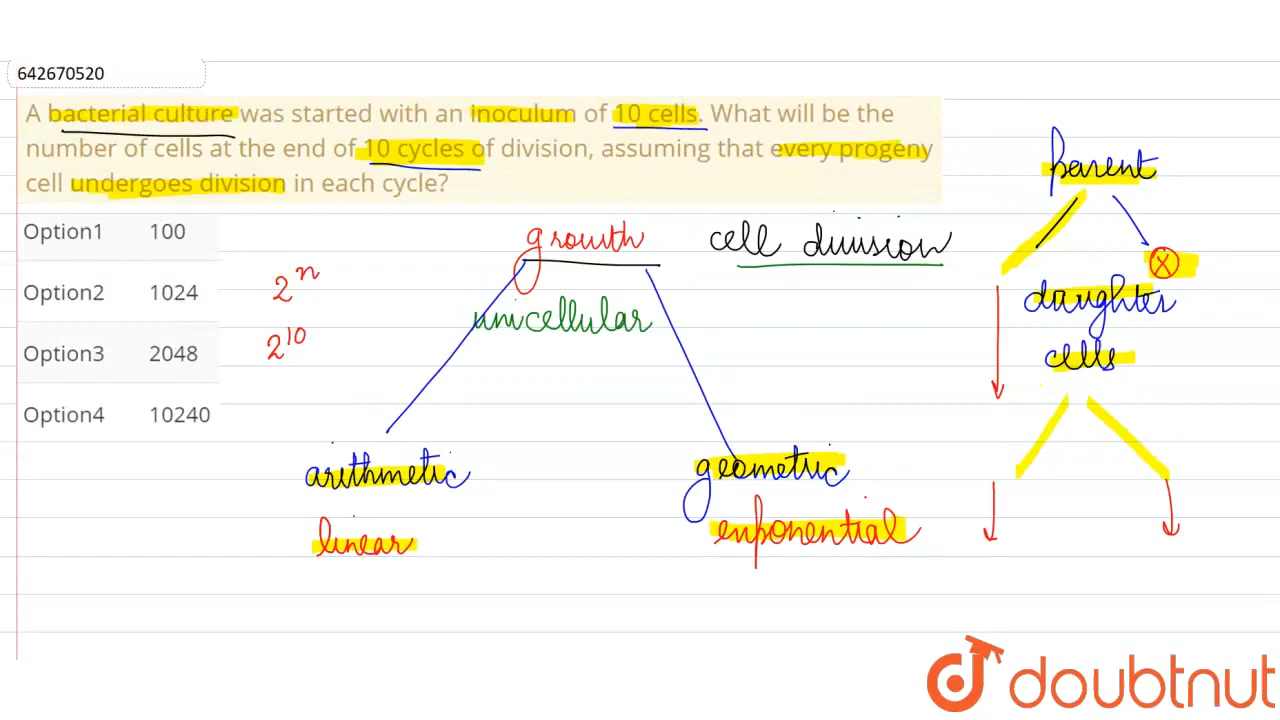 642670520
A bacterial culture was started with an inoculum of 10 cells. What will be the
number of cells at the end of 10 cycles of division, assuming that every progeny
cell undergoes division in each cycle?
Option1 100
Option2 1024
Option3 2048
Option4 10240
2^n
2^10
growth
unicellular
cell division
arithmetic
linear
geometric
exponential
parent
X
daughter
cells
doubtnut